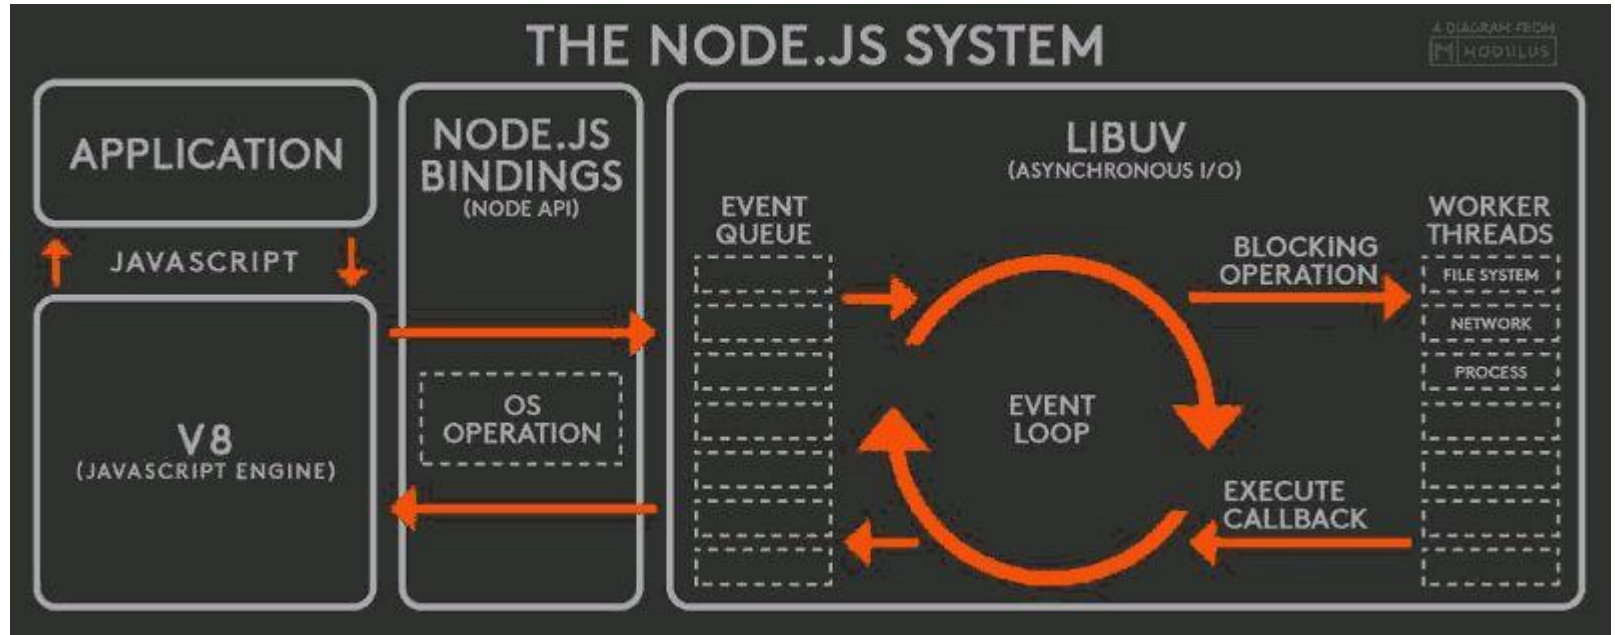 THE NODE.JS SYSTEM
A DIAGRAM FROM
MODULUS
APPLICATION
JAVASCRIPT
V8
(JAVASCRIPT ENGINE)
NODE.JS
BINDINGS
(NODE API)
OS
OPERATION
LIBUV
(ASYNCHRONOUS I/O)
EVENT
QUEUE
EVENT
LOOP
BLOCKING
OPERATION
EXECUTE
CALLBACK
WORKER
THREADS
FILE SYSTEM
NETWORK
PROCESS